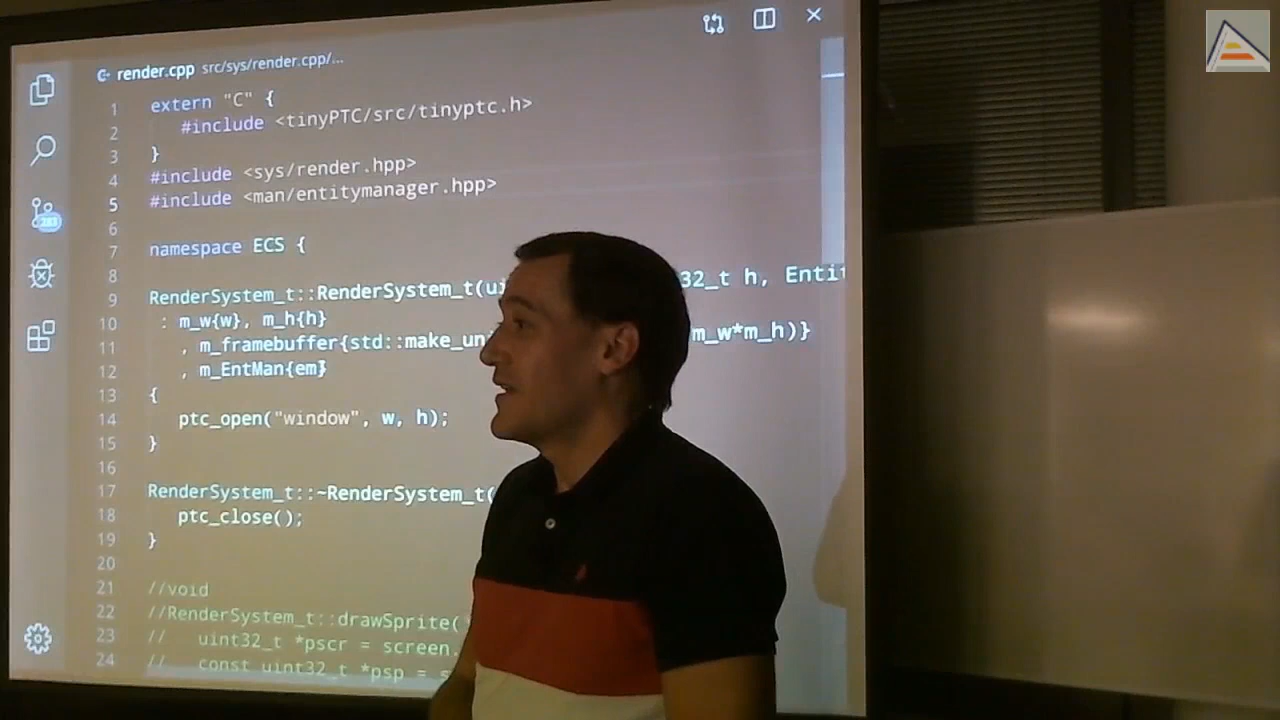 render.cpp src/sys/render.cpp/...
1 extern "C" {
2 #include <tinyPTC/src/tinyptc.h>
3 }
4 #include <sys/render.hpp>
5 #include <man/entitymanager.hpp>
6
7 namespace ECS {
8
9 RenderSystem_t::RenderSystem_t(ui 32_t h, Entit
10 : m_w{w}, m_h{h}
11 , m_framebuffer{std::make_uni m_w*m_h)}
12 , m_EntMan{em}
13 {
14 ptc_open("window", w, h);
15 }
16
17 RenderSystem_t::~RenderSystem_t(
18 ptc_close();
19 }
20
21 //void
22 //RenderSystem_t::drawSprite(
23 // uint32_t *pscr = screen.
24 // const uint32_t *psp = s